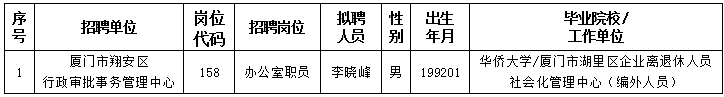 序号 招聘单位 岗位代码 招聘岗位 拟聘人员 性别 出生年月 毕业院校/工作单位
1 厦门市翔安区行政审批事务管理中心 158 办公室职员 李晓峰 男 199201 华侨大学/厦门市湖里区企业离退休人员社会化管理中心（编外人员）